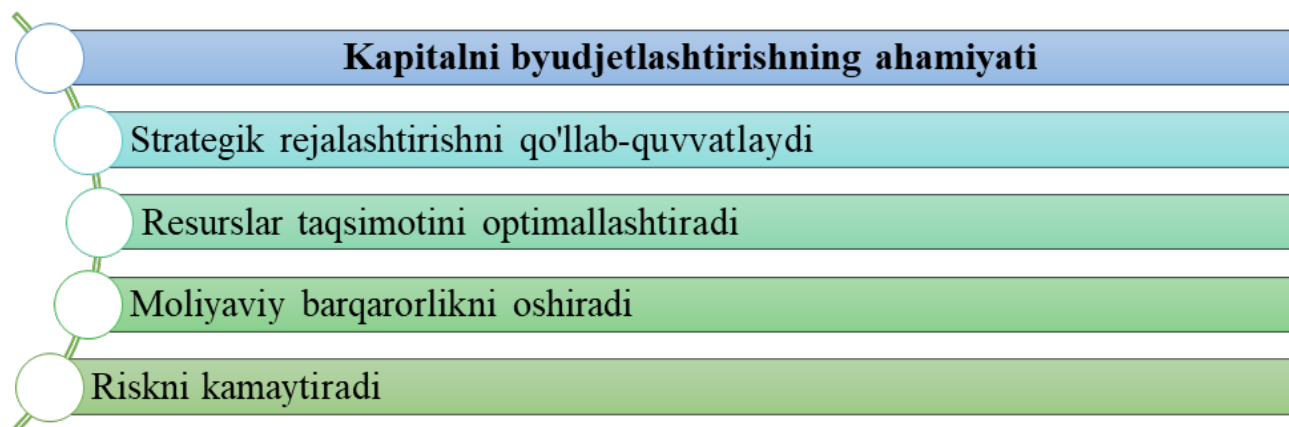 Kapitalni byudjetlashtirishning ahamiyati
Strategik rejalashtirishni qo'llab-quvvatlaydi
Resurslar taqsimotini optimallashtiradi
Moliyaviy barqarorlikni oshiradi
Riskni kamaytiradi